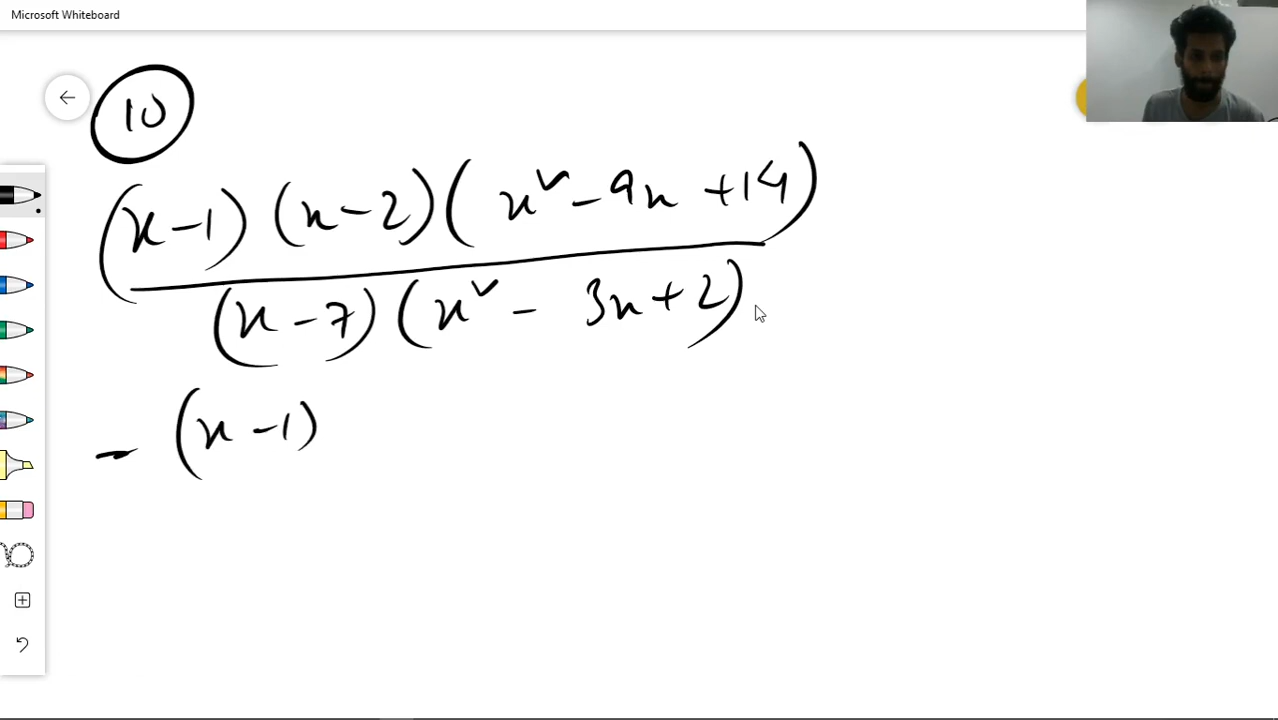 Microsoft Whiteboard
10
(x-1) (x-2) (x² - 9x + 14)
(x-7) (x² - 3x + 2)
= (x-1)